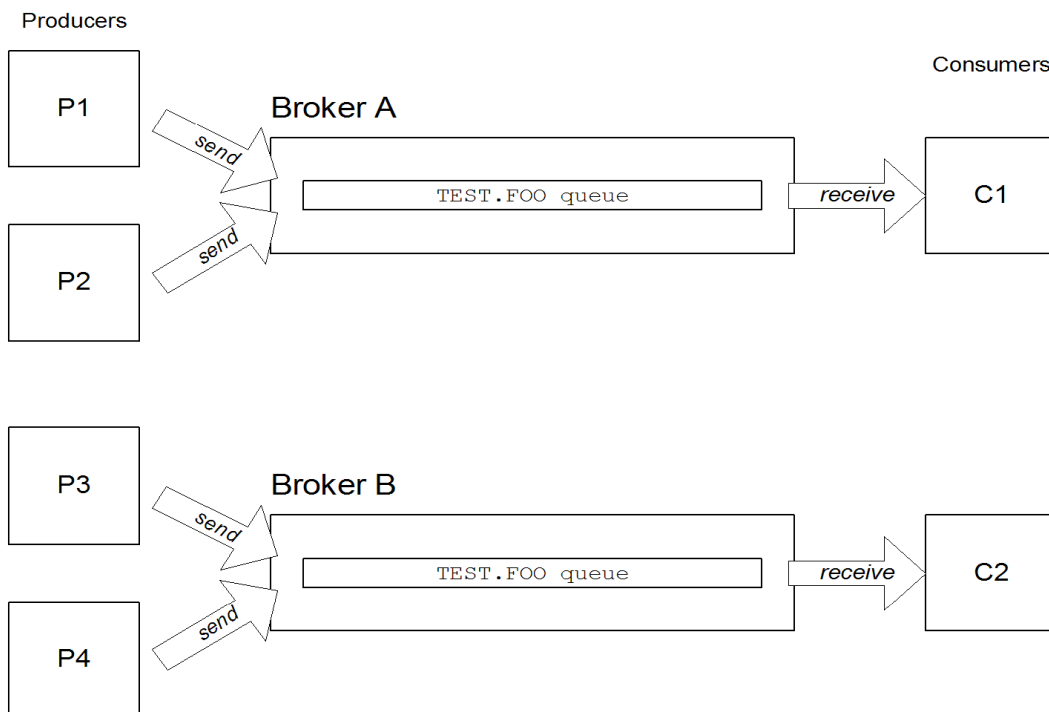 Producers
Consumers
P1
send
Broker A
TEST.FOO queue
receive
C1
P2
send
P3
send
Broker B
TEST.FOO queue
receive
C2
P4
send